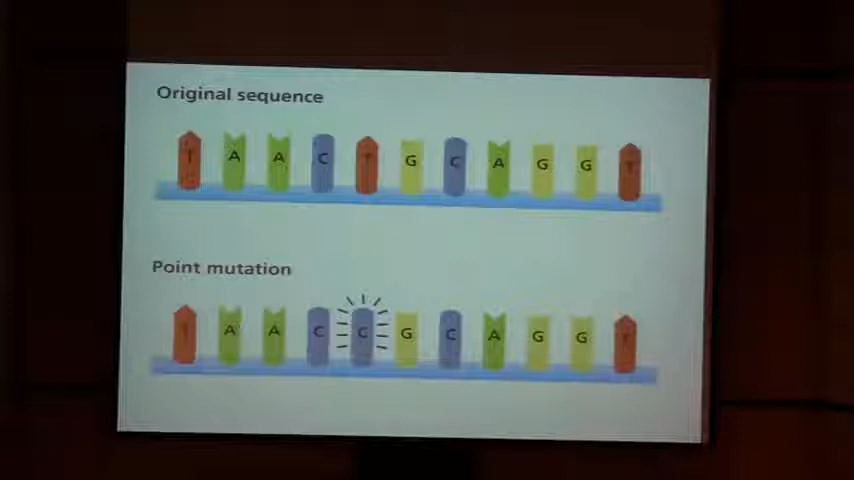 Original sequence
T A A C T G C A G G T
Point mutation
T A A C C G C A G G T